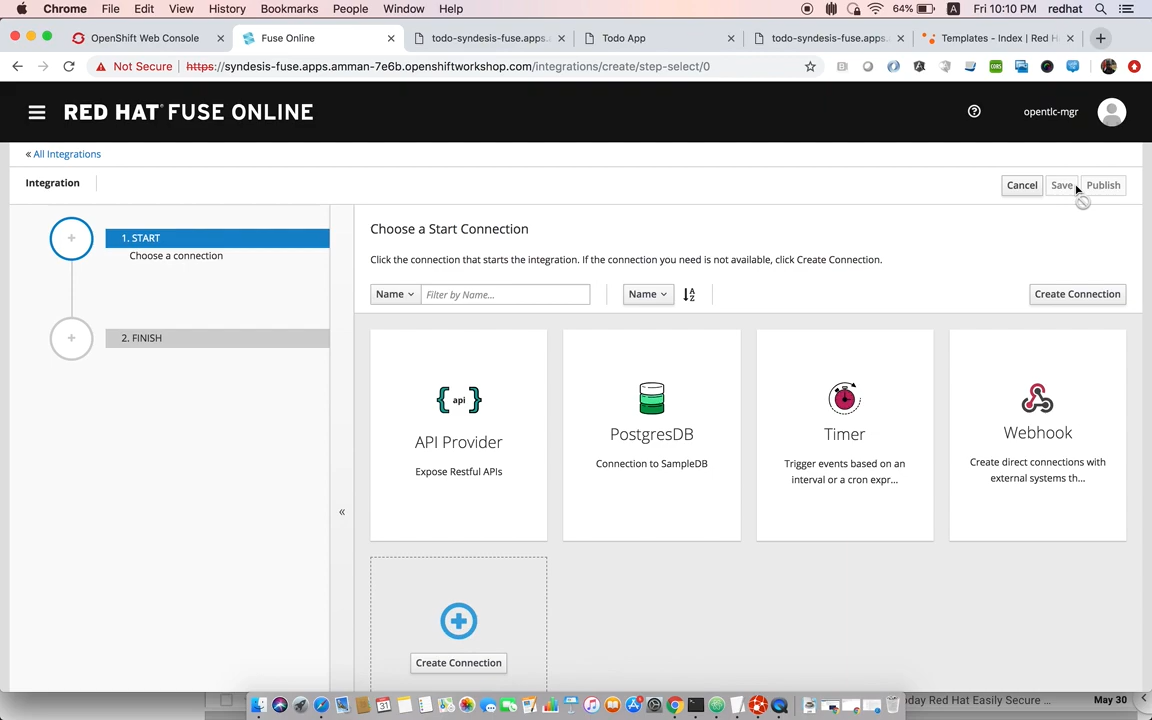 Chrome File Edit View History Bookmarks People Window Help 64% A Fri 10:10 PM redhat
OpenShift Web Console Fuse Online todo-syndesis-fuse.apps. Todo App todo-syndesis-fuse.apps. Templates - Index | Red H
Not Secure https://syndesis-fuse.apps.amman-7e6b.openshiftworkshop.com/integrations/create/step-select/0
RED HAT® FUSE ONLINE
opentlc-mgr
« All Integrations
Integration
Cancel Save Publish
1. START
Choose a connection
2. FINISH
Choose a Start Connection
Click the connection that starts the integration. If the connection you need is not available, click Create Connection.
Name Filter by Name... Name Create Connection
{ api }
API Provider
Expose Restful APIs
PostgresDB
Connection to SampleDB
Timer
Trigger events based on an
interval or a cron expr...
Webhook
Create direct connections with
external systems th...
«
Create Connection
oday Red Hat Easily Secure ... May 30